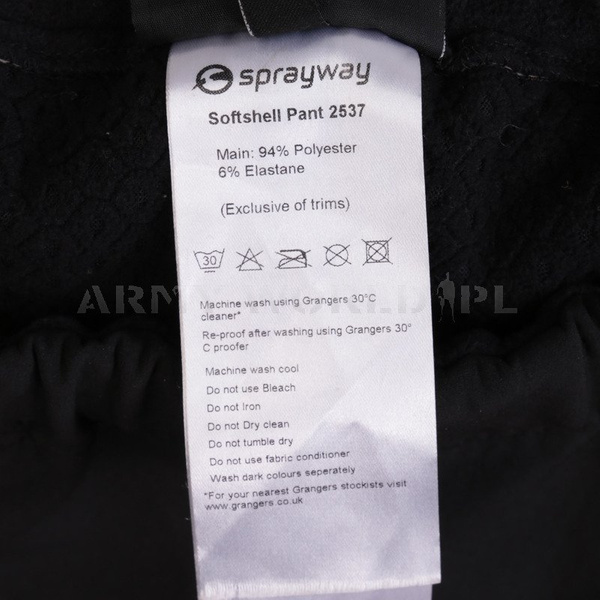 sprayway
Softshell Pant 2537
Main: 94% Polyester
6% Elastane
(Exclusive of trims)
30
Machine wash using Grangers 30°C
cleaner*
Re-proof after washing using Grangers 30°
C proofer
Machine wash cool
Do not use Bleach
Do not Iron
Do not Dry clean
Do not tumble dry
Do not use fabric conditioner
Wash dark colours seperately
*For your nearest Grangers stockists visit
www.grangers.co.uk
ARMYWORLD.PL